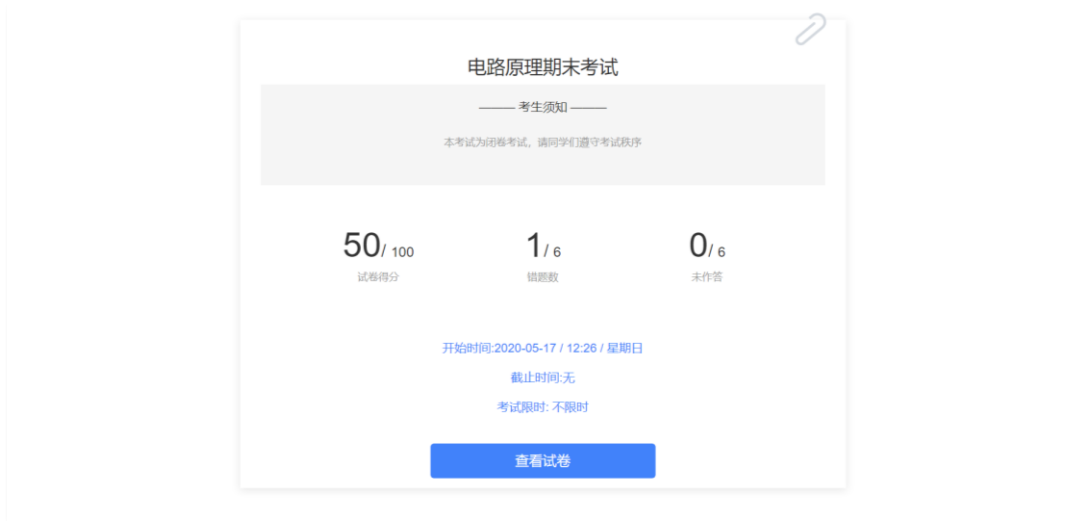 电路原理期末考试
——— 考生须知 ———
本考试为闭卷考试，请同学们遵守考试秩序
50/ 100 1/ 6 0/ 6
试卷得分 错题数 未作答
开始时间:2020-05-17 / 12:26 / 星期日
截止时间:无
考试限时: 不限时
查看试卷